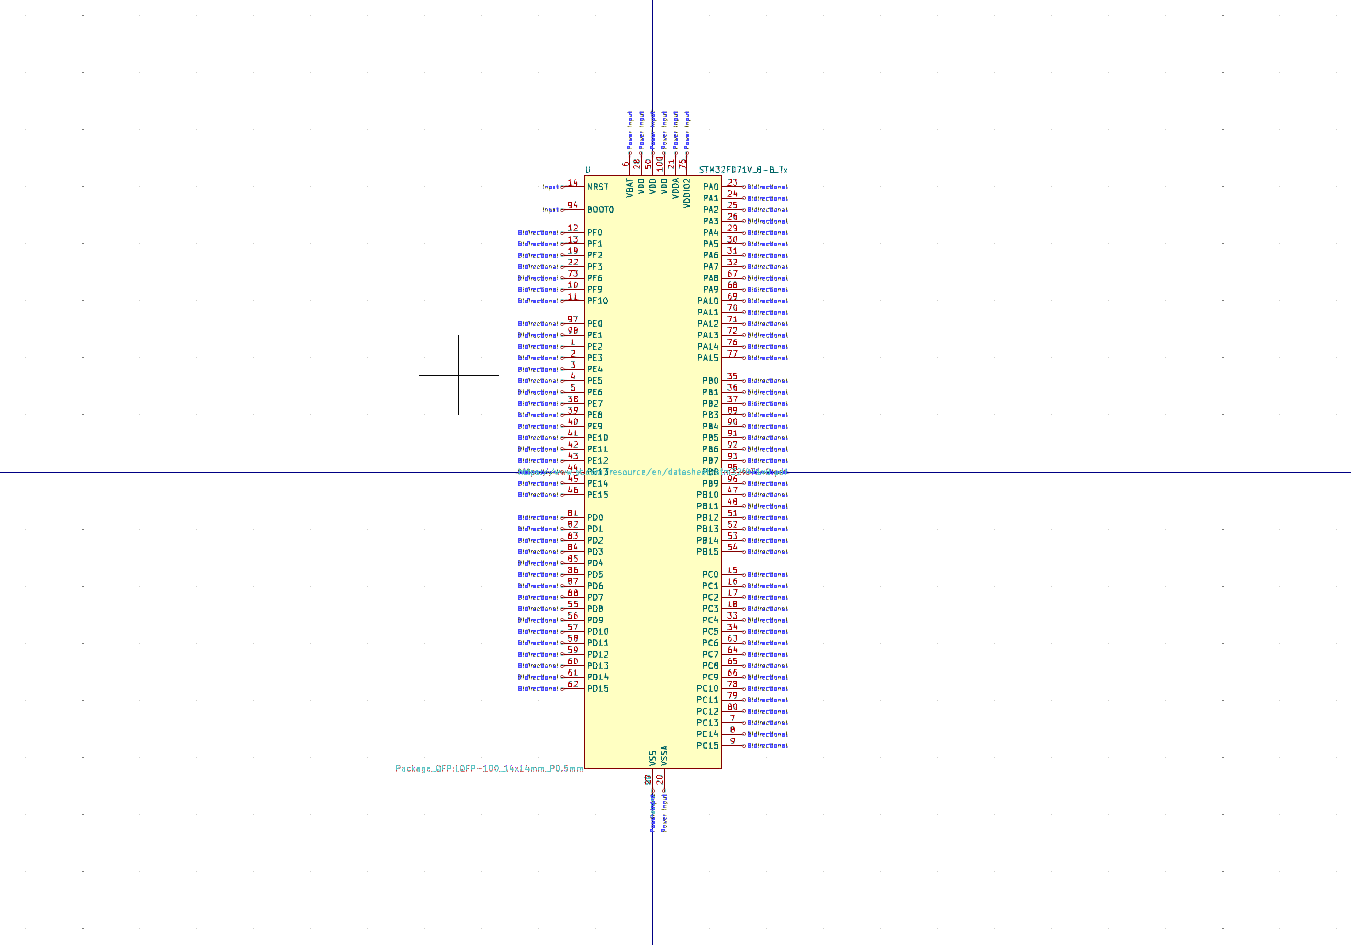 Power Input Power Input Power Input Power Input Power Input Power Input
6 28 50 100 21 75
U STM32F071V_8-B_Tx
VBAT VDD VDD VDD VDDA VDDIO2
Input 14 NRST PA0 23 Bidirectional
PA1 24 Bidirectional
Input 94 BOOT0 PA2 25 Bidirectional
PA3 26 Bidirectional
Bidirectional 12 PF0 PA4 29 Bidirectional
Bidirectional 13 PF1 PA5 30 Bidirectional
Bidirectional 19 PF2 PA6 31 Bidirectional
Bidirectional 22 PF3 PA7 32 Bidirectional
Bidirectional 73 PF6 PA8 67 Bidirectional
Bidirectional 10 PF9 PA9 68 Bidirectional
Bidirectional 11 PF10 PA10 69 Bidirectional
PA11 70 Bidirectional
Bidirectional 97 PE0 PA12 71 Bidirectional
Bidirectional 98 PE1 PA13 72 Bidirectional
Bidirectional 1 PE2 PA14 76 Bidirectional
Bidirectional 2 PE3 PA15 77 Bidirectional
Bidirectional 3 PE4
Bidirectional 4 PE5 PB0 35 Bidirectional
Bidirectional 5 PE6 PB1 36 Bidirectional
Bidirectional 38 PE7 PB2 37 Bidirectional
Bidirectional 39 PE8 PB3 89 Bidirectional
Bidirectional 40 PE9 PB4 90 Bidirectional
Bidirectional 41 PE10 PB5 91 Bidirectional
Bidirectional 42 PE11 PB6 92 Bidirectional
Bidirectional 43 PE12 PB7 93 Bidirectional
44 PE13 resource/en/datasheet PB8 95
Bidirectional 45 PE14 PB9 96 Bidirectional
Bidirectional 46 PE15 PB10 47 Bidirectional
PB11 48 Bidirectional
Bidirectional 81 PD0 PB12 51 Bidirectional
Bidirectional 82 PD1 PB13 52 Bidirectional
Bidirectional 83 PD2 PB14 53 Bidirectional
Bidirectional 84 PD3 PB15 54 Bidirectional
Bidirectional 85 PD4
Bidirectional 86 PD5 PC0 15 Bidirectional
Bidirectional 87 PD6 PC1 16 Bidirectional
Bidirectional 88 PD7 PC2 17 Bidirectional
Bidirectional 55 PD8 PC3 18 Bidirectional
Bidirectional 56 PD9 PC4 33 Bidirectional
Bidirectional 57 PD10 PC5 34 Bidirectional
Bidirectional 58 PD11 PC6 63 Bidirectional
Bidirectional 59 PD12 PC7 64 Bidirectional
Bidirectional 60 PD13 PC8 65 Bidirectional
Bidirectional 61 PD14 PC9 66 Bidirectional
Bidirectional 62 PD15 PC10 78 Bidirectional
PC11 79 Bidirectional
PC12 80 Bidirectional
PC13 7 Bidirectional
PC14 8 Bidirectional
PC15 9 Bidirectional
VSS VSSA
Package_QFP:LQFP-100_14x14mm_P0.5mm
20
Power Input